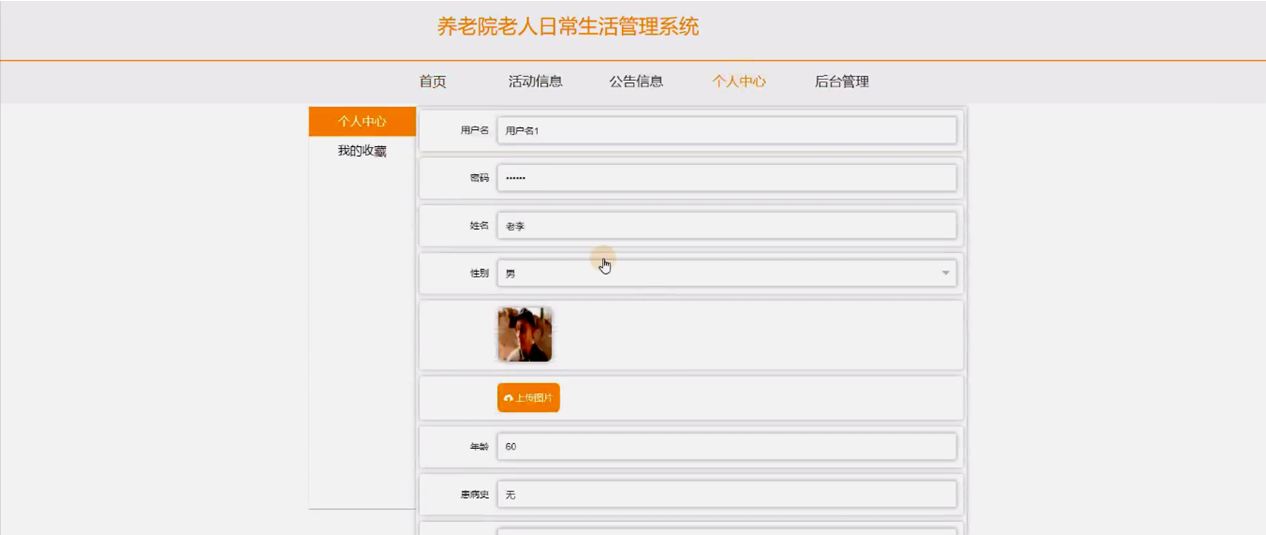 养老院老人日常生活管理系统
首页 活动信息 公告信息 个人中心 后台管理
个人中心
我的收藏
用户名 用户名1
密码 ••••••
姓名 老李
性别 男
上传图片
年龄 60
患病史 无